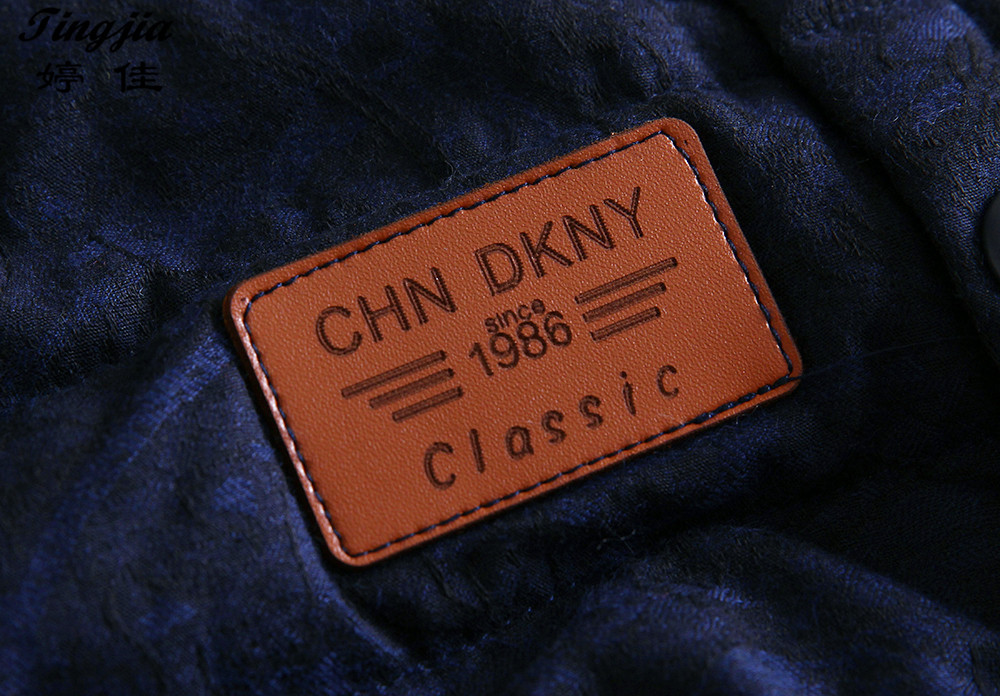 Tingjia
婷佳
CHN DKNY
since
1986
Classic